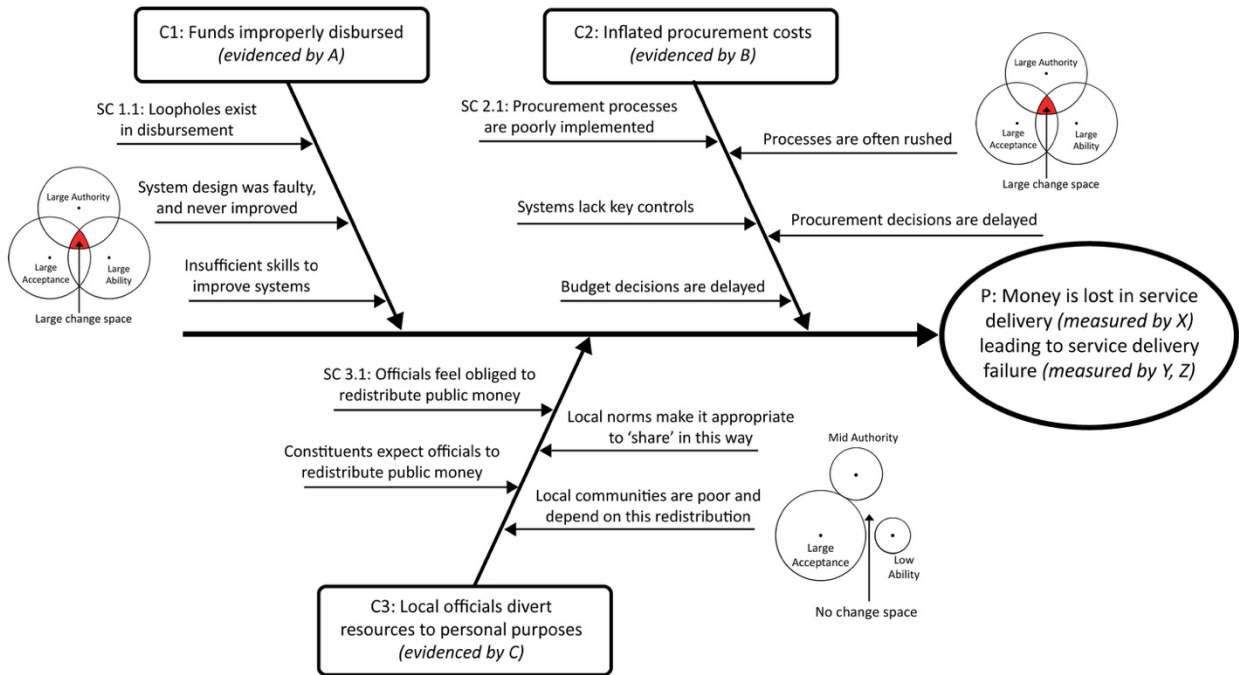 C1: Funds improperly disbursed
(evidenced by A)
C2: Inflated procurement costs
(evidenced by B)
SC 1.1: Loopholes exist
in disbursement
System design was faulty,
and never improved
Insufficient skills to
improve systems
Large Authority
Large
Acceptance
Large
Ability
Large change space
SC 2.1: Procurement processes
are poorly implemented
Processes are often rushed
Systems lack key controls
Procurement decisions are delayed
Budget decisions are delayed
Large Authority
Large
Acceptance
Large
Ability
Large change space
P: Money is lost in service
delivery (measured by X)
leading to service delivery
failure (measured by Y, Z)
SC 3.1: Officials feel obliged to
redistribute public money
Local norms make it appropriate
to ‘share’ in this way
Constituents expect officials to
redistribute public money
Local communities are poor and
depend on this redistribution
Mid Authority
Large
Acceptance
Low
Ability
No change space
C3: Local officials divert
resources to personal purposes
(evidenced by C)